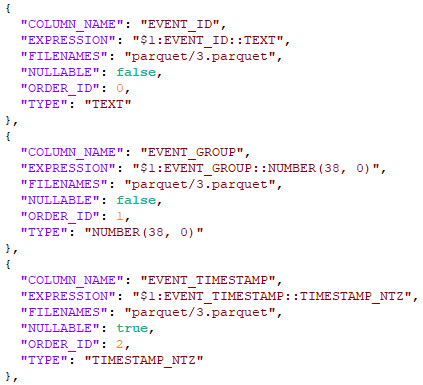 {
  "COLUMN_NAME": "EVENT_ID",
  "EXPRESSION": "$1:EVENT_ID::TEXT",
  "FILENAMES": "parquet/3.parquet",
  "NULLABLE": false,
  "ORDER_ID": 0,
  "TYPE": "TEXT"
},
{
  "COLUMN_NAME": "EVENT_GROUP",
  "EXPRESSION": "$1:EVENT_GROUP::NUMBER(38, 0)",
  "FILENAMES": "parquet/3.parquet",
  "NULLABLE": false,
  "ORDER_ID": 1,
  "TYPE": "NUMBER(38, 0)"
},
{
  "COLUMN_NAME": "EVENT_TIMESTAMP",
  "EXPRESSION": "$1:EVENT_TIMESTAMP::TIMESTAMP_NTZ",
  "FILENAMES": "parquet/3.parquet",
  "NULLABLE": true,
  "ORDER_ID": 2,
  "TYPE": "TIMESTAMP_NTZ"
},